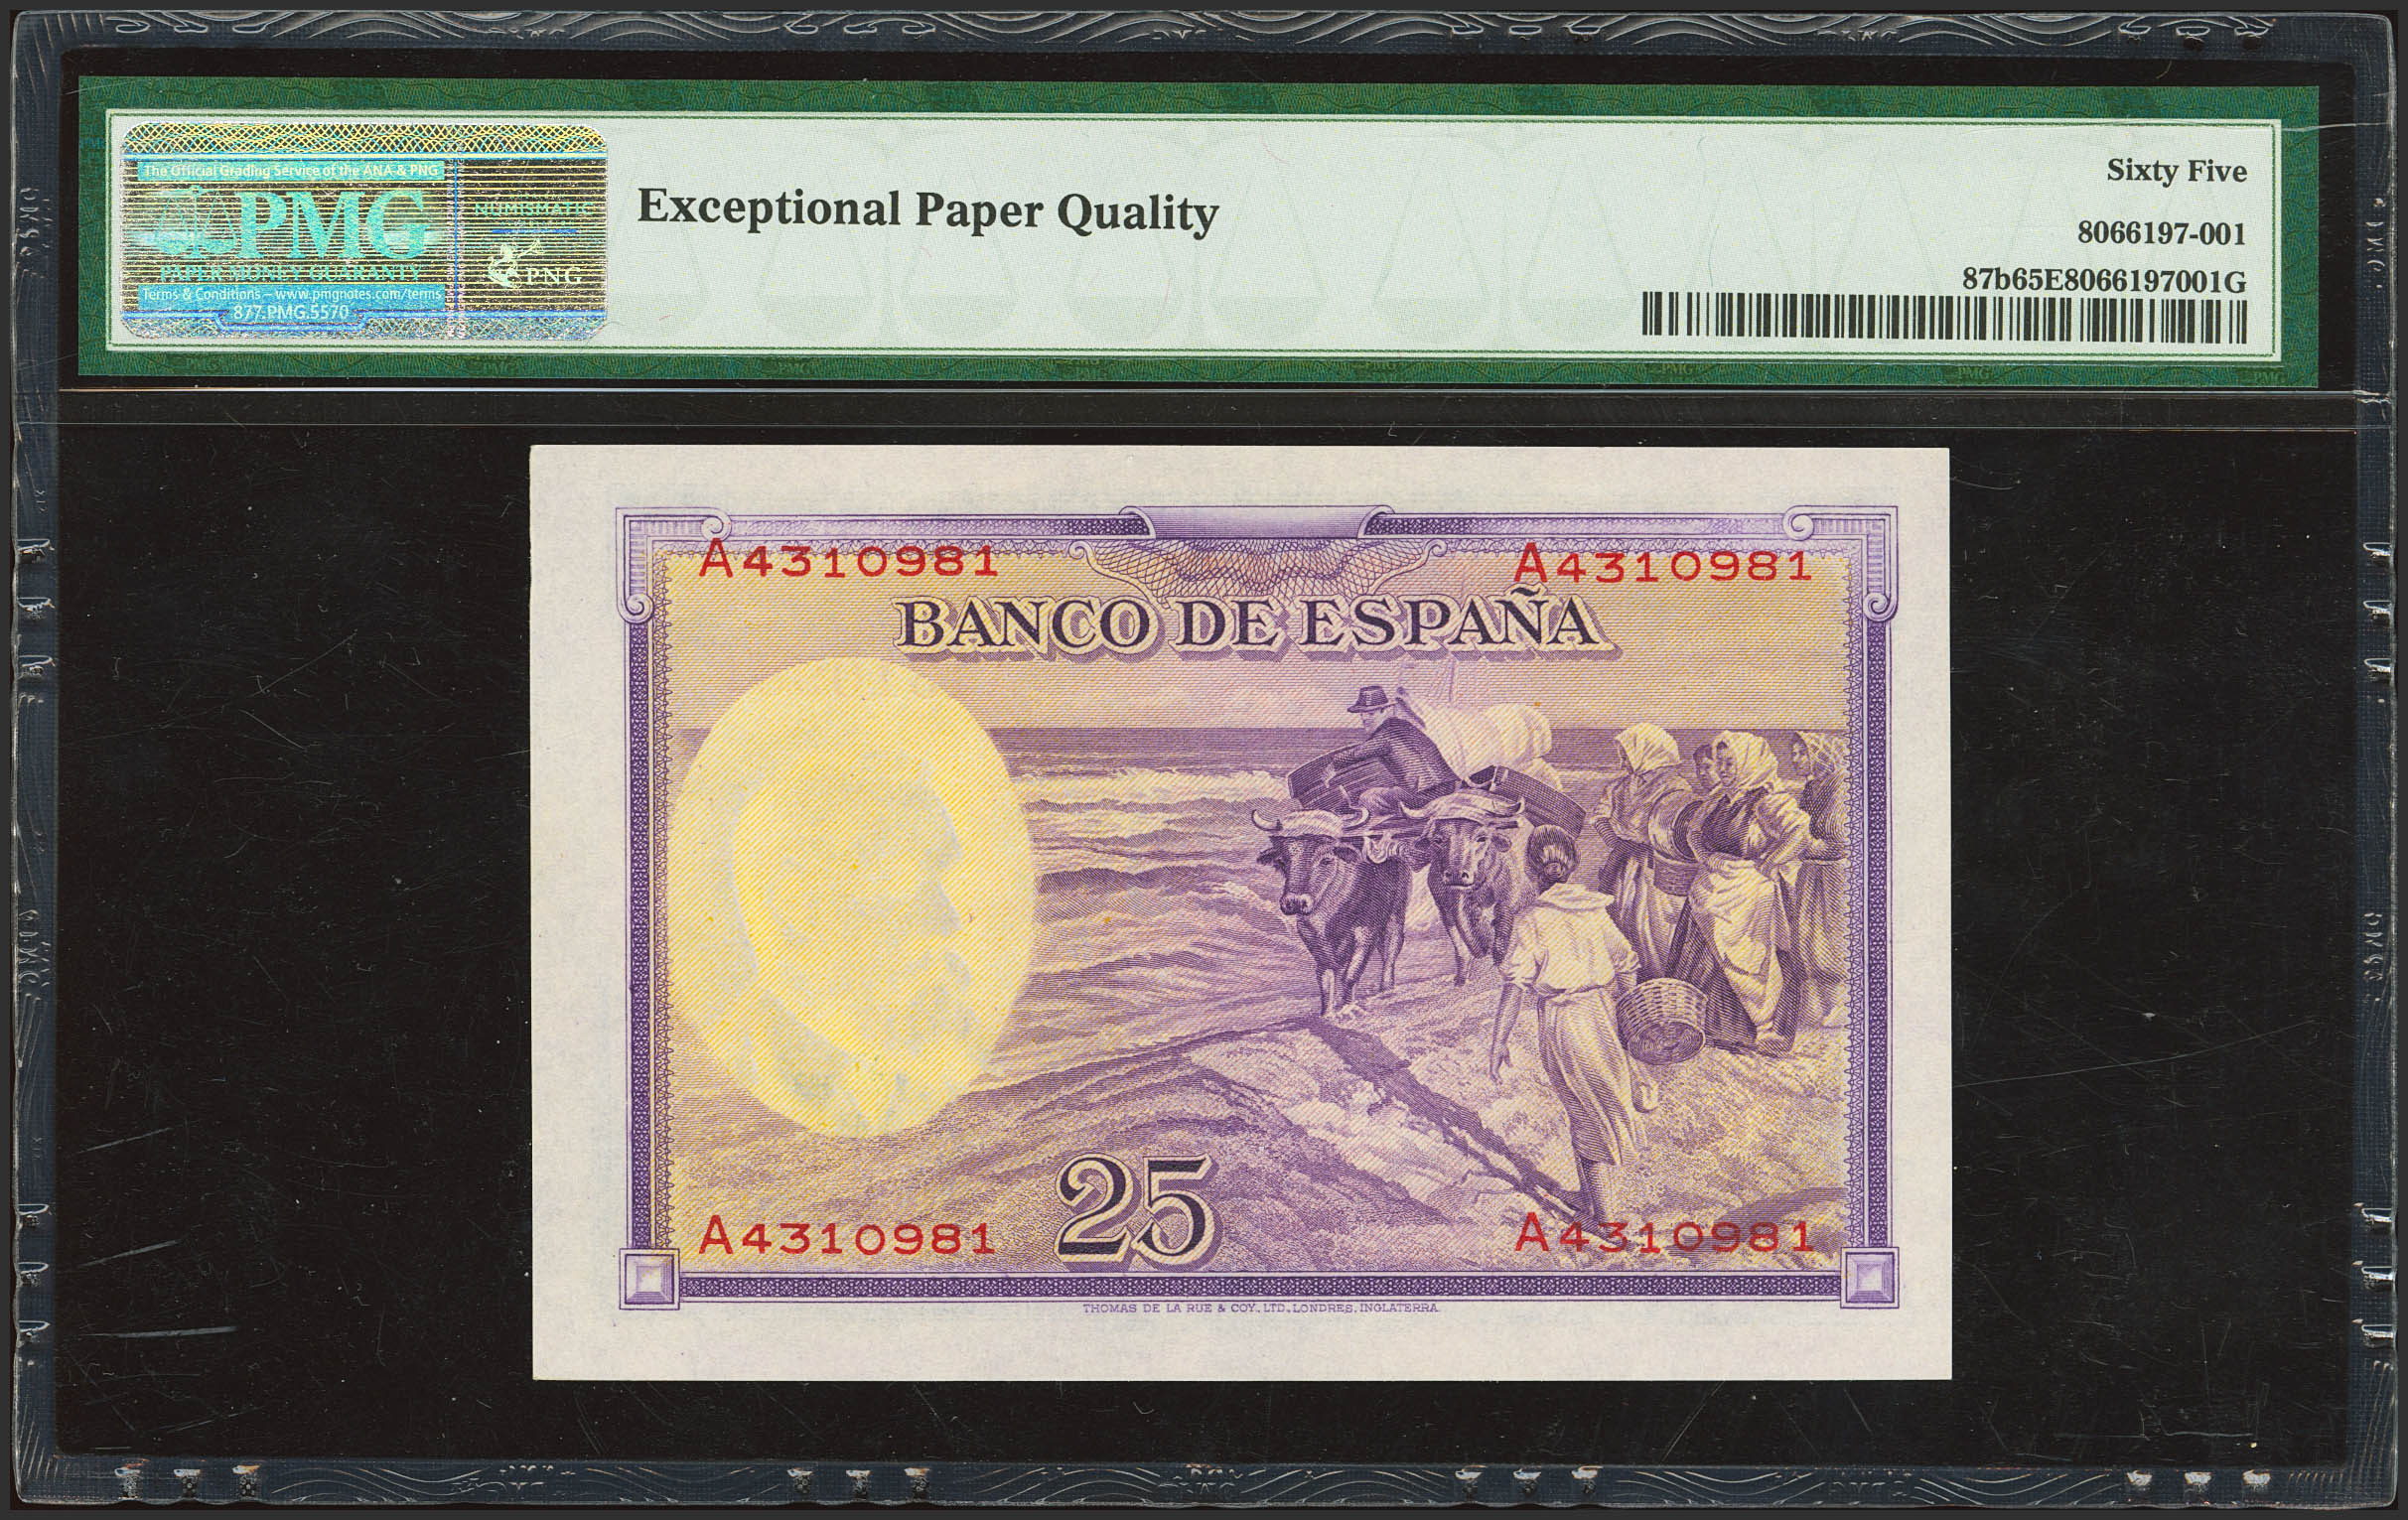 The Official Grading Service of the ANA & PNG
PMG
PAPER MONEY GUARANTY
NUMISMATIC
PNG
Terms & Conditions – www.pmgnotes.com/terms
877.PMG.5570
Exceptional Paper Quality
Sixty Five
8066197-001
87b65E8066197001G
A4310981 A4310981
BANCO DE ESPAÑA
25
A4310981 A4310981
THOMAS DE LA RUE & COY. LTD., LONDRES, INGLATERRA.